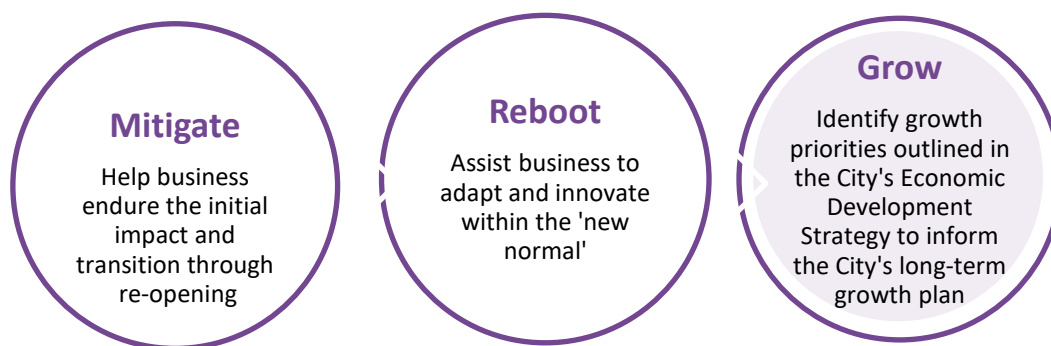 Mitigate
Help business
endure the initial
impact and
transition through
re-opening
Reboot
Assist business to
adapt and innovate
within the 'new
normal'
Grow
Identify growth
priorities outlined in
the City's Economic
Development
Strategy to inform
the City's long-term
growth plan